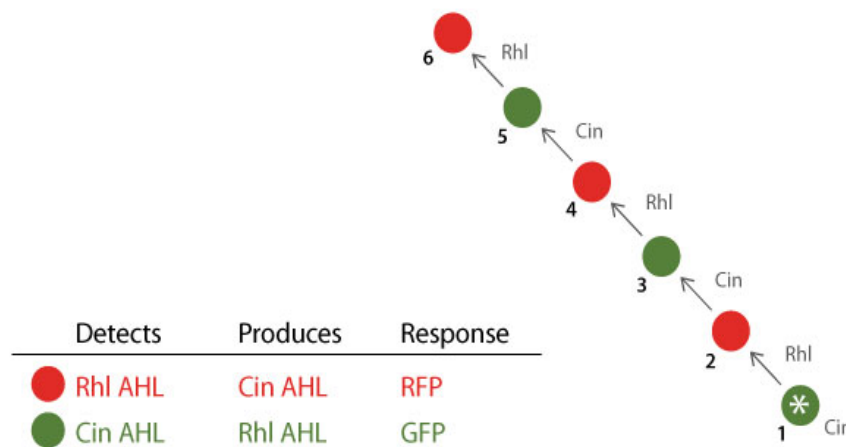 6 Rhl
5 Cin
4 Rhl
3 Cin
2 Rhl
1 * Cin
Detects Produces Response
Rhl AHL Cin AHL RFP
Cin AHL Rhl AHL GFP